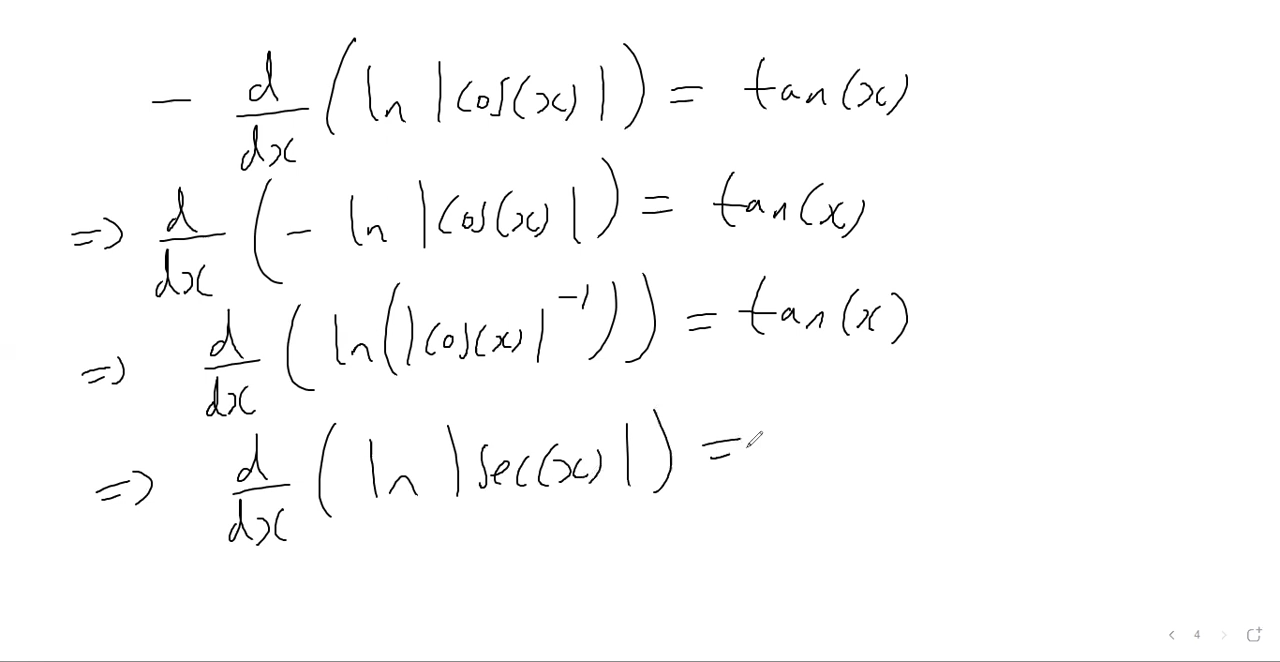 - d/dx (ln |cos(x)|) = tan(x)
=> d/dx (- ln |cos(x)|) = tan(x)
=> d/dx (ln(|cos(x)|^-1)) = tan(x)
=> d/dx (ln |sec(x)|) =
< 4 >